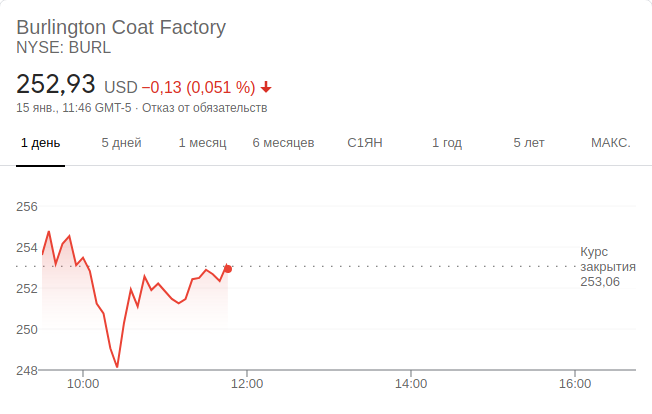 Burlington Coat Factory
NYSE: BURL
252,93 USD −0,13 (0,051 %)
15 янв., 11:46 GMT-5 · Отказ от обязательств
1 день 5 дней 1 месяц 6 месяцев С1ЯН 1 год 5 лет МАКС.
256
254
252
250
248
Курс
закрытия
253,06
10:00 12:00 14:00 16:00